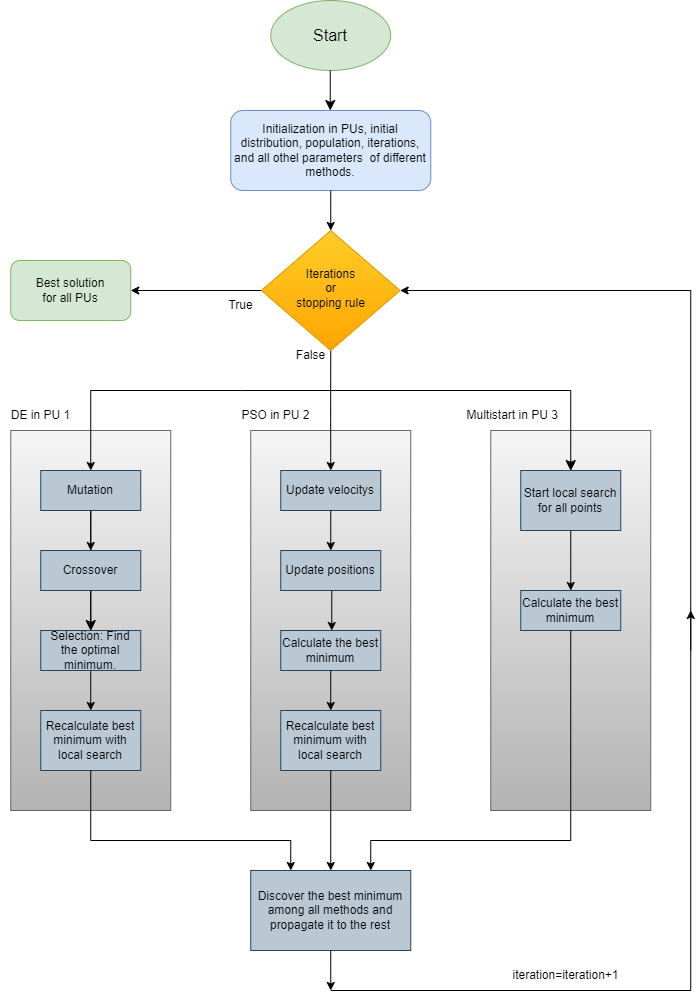 Start
Initialization in PUs, initial
distribution, population, iterations,
and all othel parameters of different
methods.
Iterations
or
stopping rule
Best solution
for all PUs
True
False
DE in PU 1
PSO in PU 2
Multistart in PU 3
Mutation
Crossover
Selection: Find
the optimal
minimum.
Recalculate best
minimum with
local search
Update velocitys
Update positions
Calculate the best
minimum
Recalculate best
minimum with
local search
Start local search
for all points
Calculate the best
minimum
Discover the best minimum
among all methods and
propagate it to the rest
iteration=iteration+1